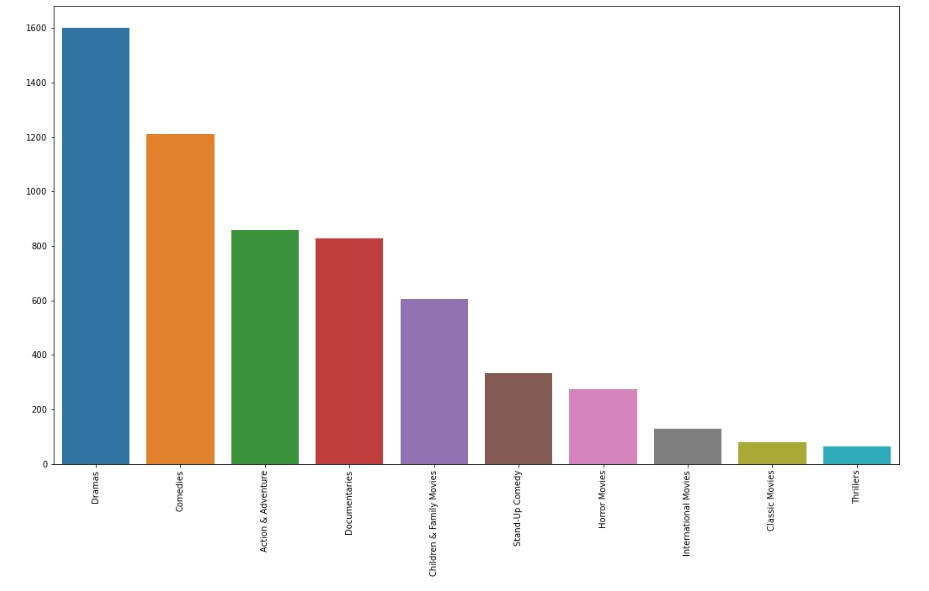 1600
1400
1200
1000
800
600
400
200
0
Dramas
Comedies
Action & Adventure
Documentaries
Children & Family Movies
Stand-Up Comedy
Horror Movies
International Movies
Classic Movies
Thrillers